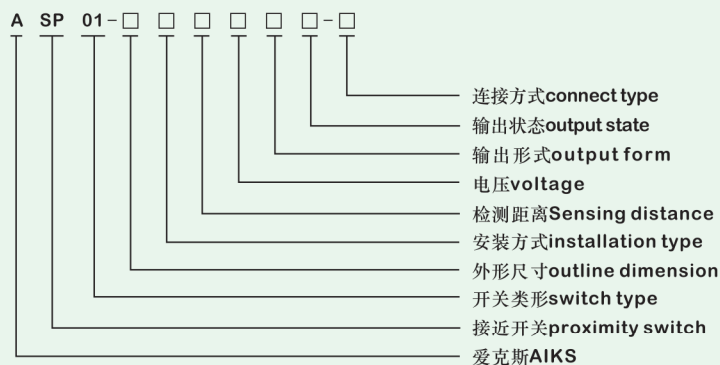 A SP 01-□ □ □ □ □ □-□
连接方式connect type
输出状态output state
输出形式output form
电压voltage
检测距离Sensing distance
安装方式installation type
外形尺寸outline dimension
开关类形switch type
接近开关proximity switch
爱克斯AIKS